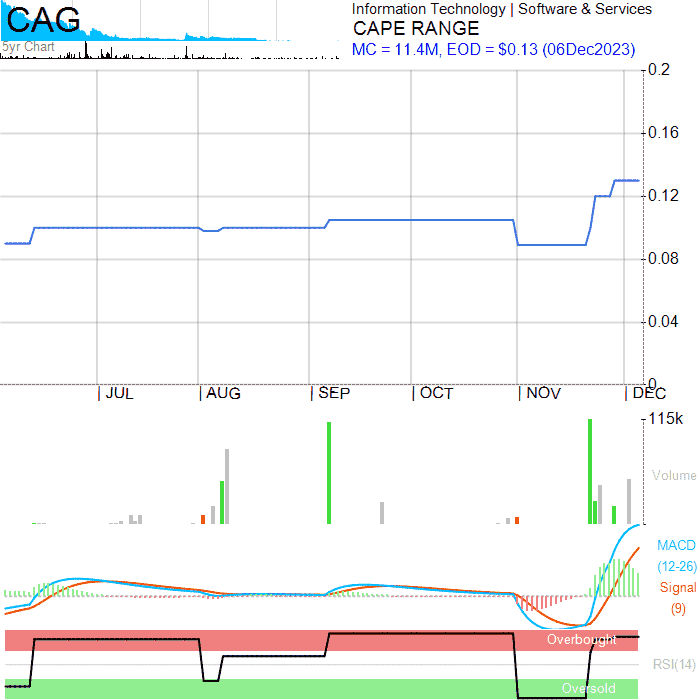 CAG
5yr Chart
Information Technology | Software & Services
CAPE RANGE
MC = 11.4M, EOD = $0.13 (06Dec2023)
0.2
0.16
0.12
0.08
0.04
0
JUL AUG SEP OCT NOV DEC
115k
Volume
MACD
(12-26)
Signal
(9)
Overbought
RSI(14)
Oversold